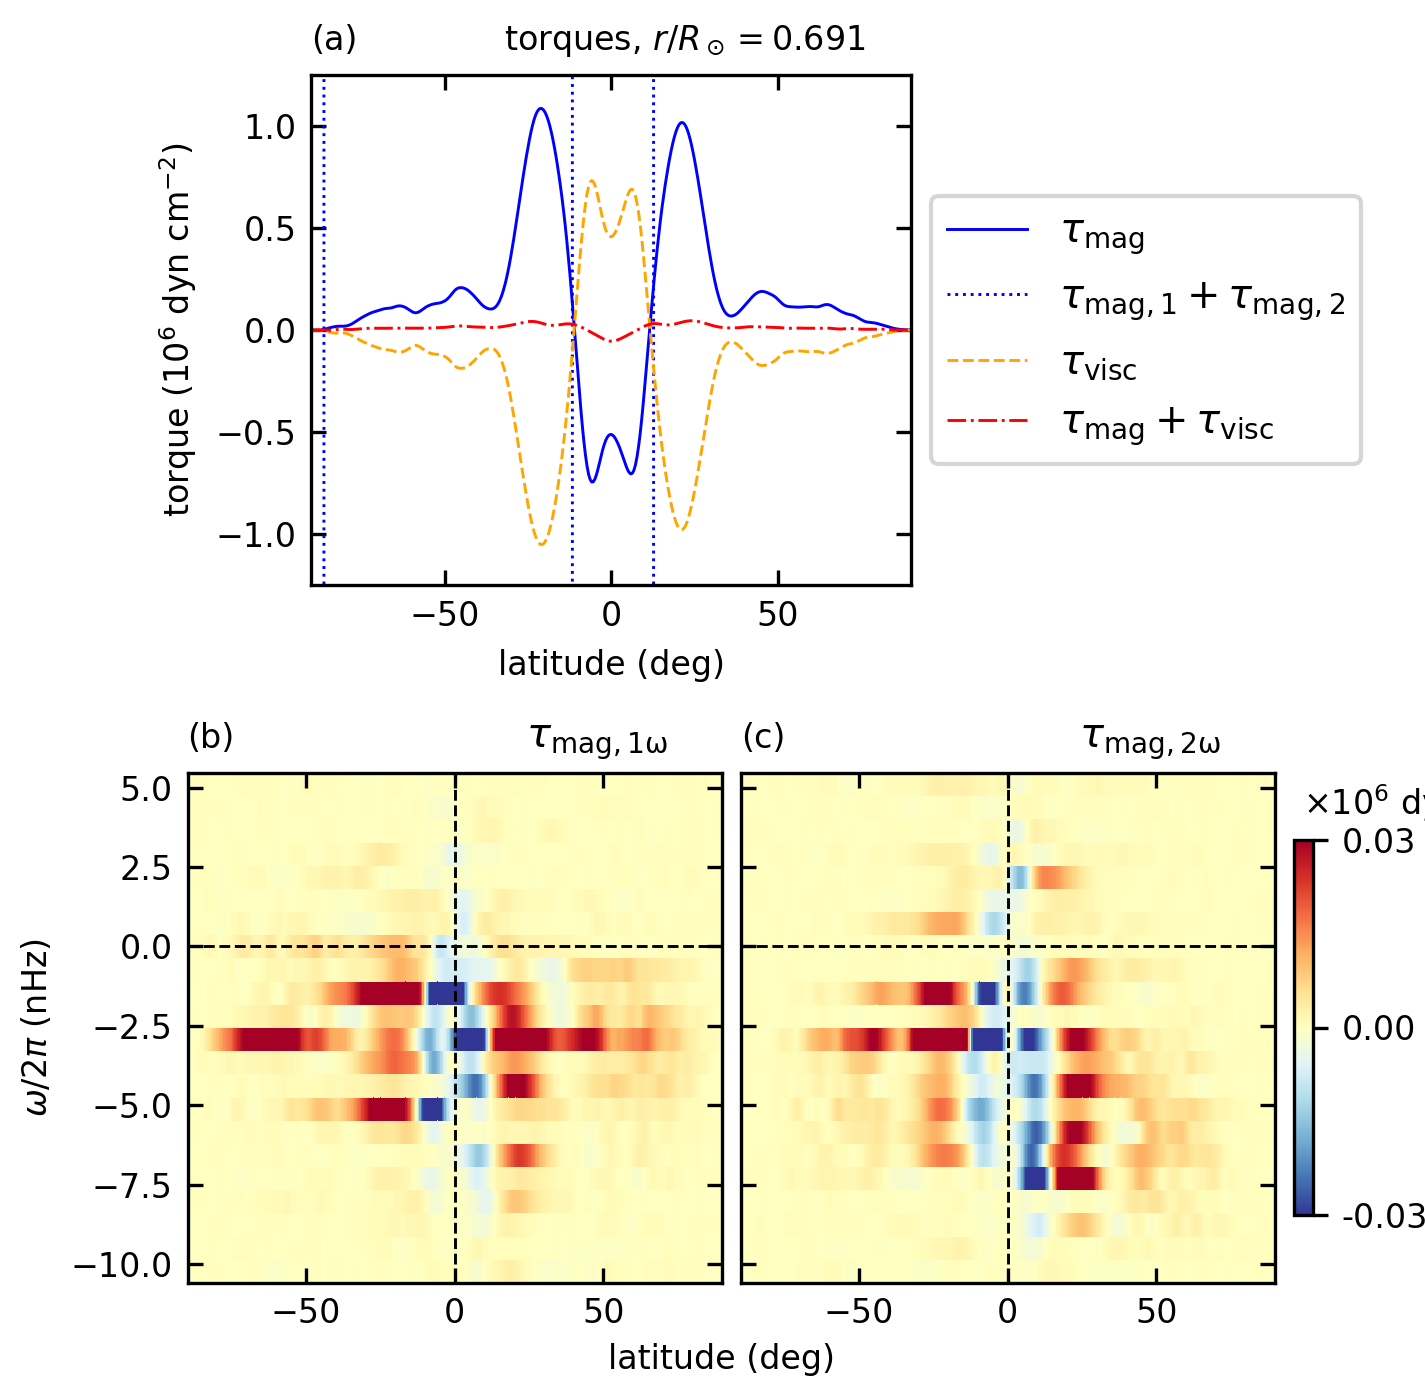 (a) torques, r/R⊙ = 0.691
torque (10⁶ dyn cm⁻²)
1.0
0.5
0.0
−0.5
−1.0
−50 0 50
latitude (deg)
τmag
τmag, 1 + τmag, 2
τvisc
τmag + τvisc
(b) τmag, 1ω
(c) τmag, 2ω
ω/2π (nHz)
5.0
2.5
0.0
−2.5
−5.0
−7.5
−10.0
−50 0 50
−50 0 50
latitude (deg)
×10⁶ dy
0.03
0.00
-0.03